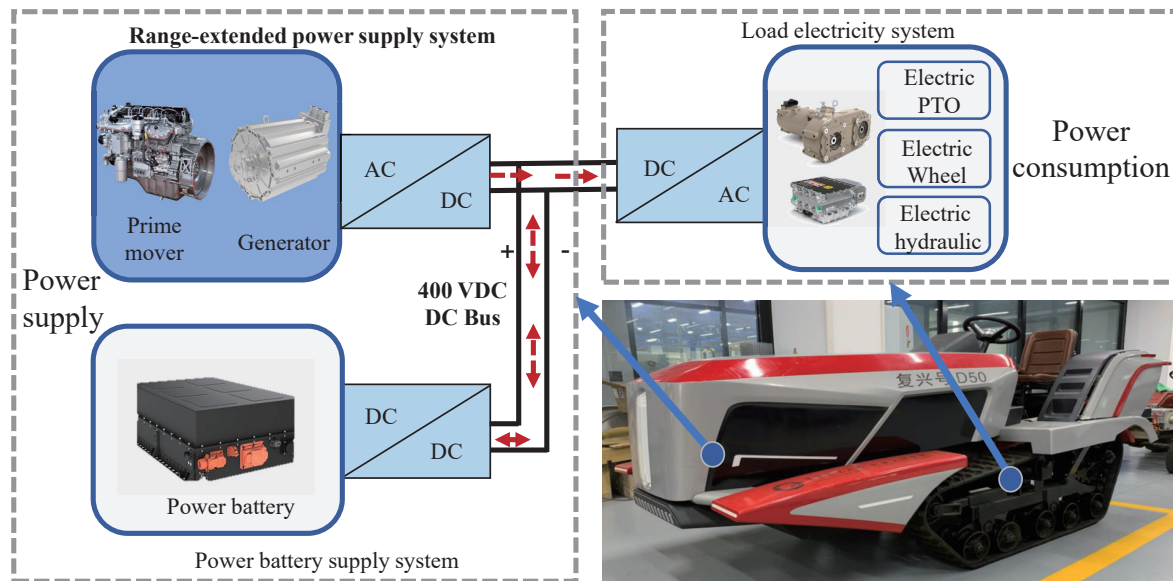 Range-extended power supply system
Prime
mover
Generator
AC
DC
Power
supply
+
-
400 VDC
DC Bus
DC
DC
Power battery
Power battery supply system
Load electricity system
DC
AC
Electric
PTO
Electric
Wheel
Electric
hydraulic
Power
consumption
复兴号 D50